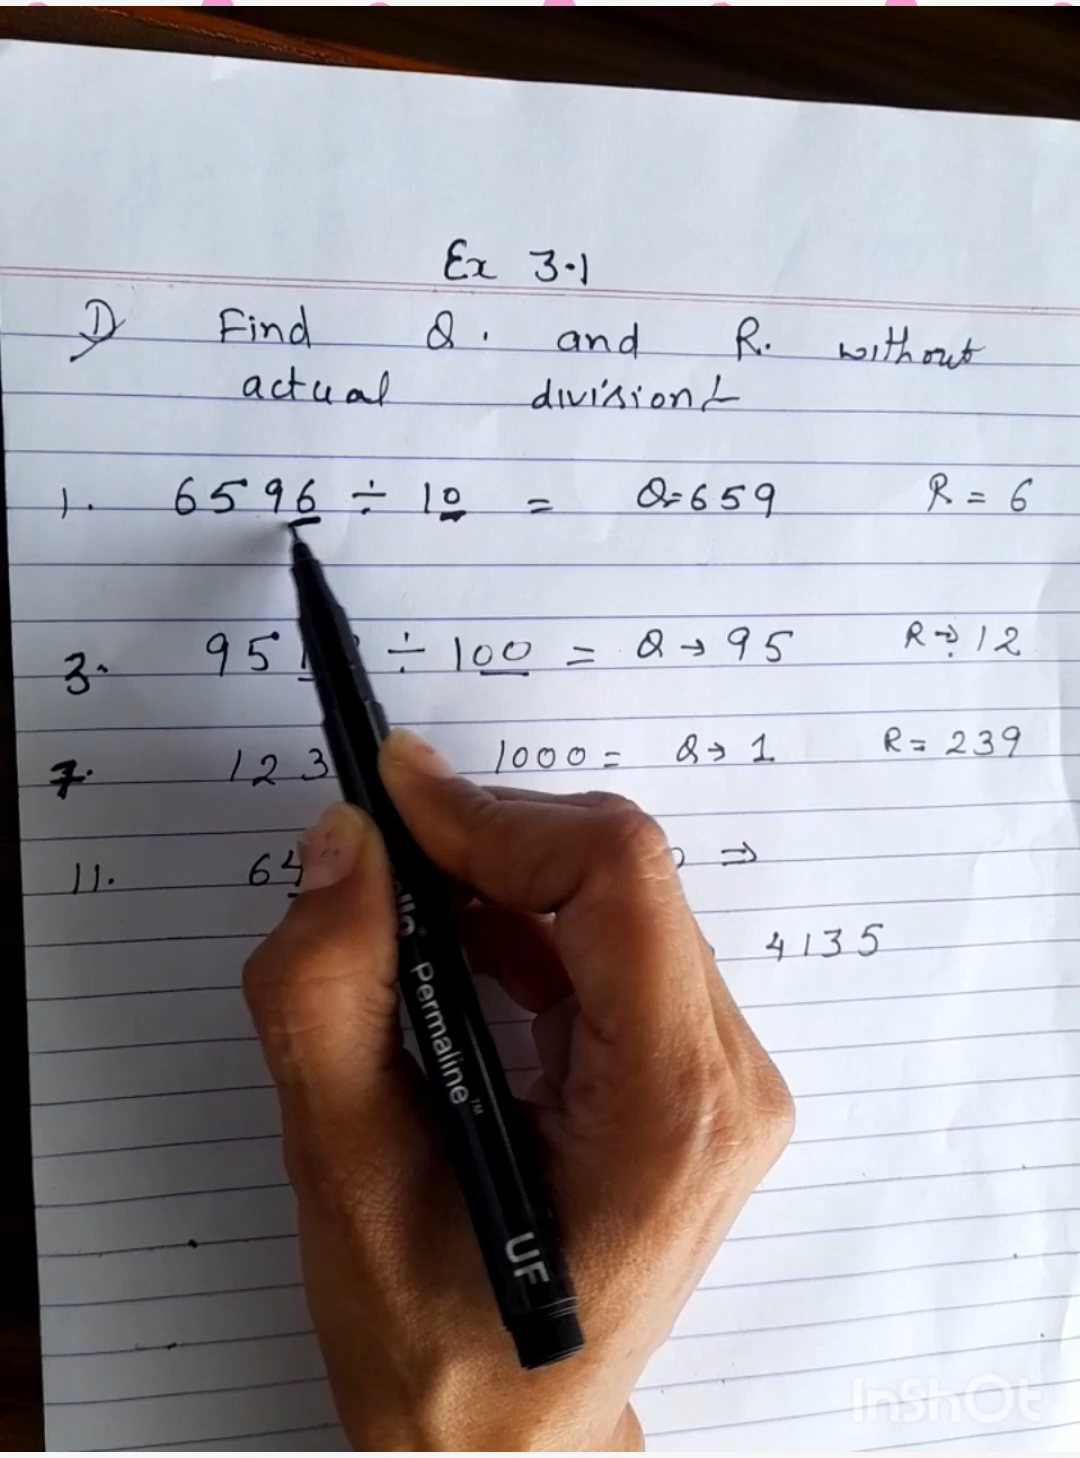 Ex 3.1
D Find Q. and R. without
actual division:-
1. 6596 ÷ 10 = Q=659 R = 6
3. 95 ÷ 100 = Q → 95 R → 12
7. 123 1000 = Q → 1 R = 239
11. 64 ⇒
4135
Permaline™
UF
InShOt